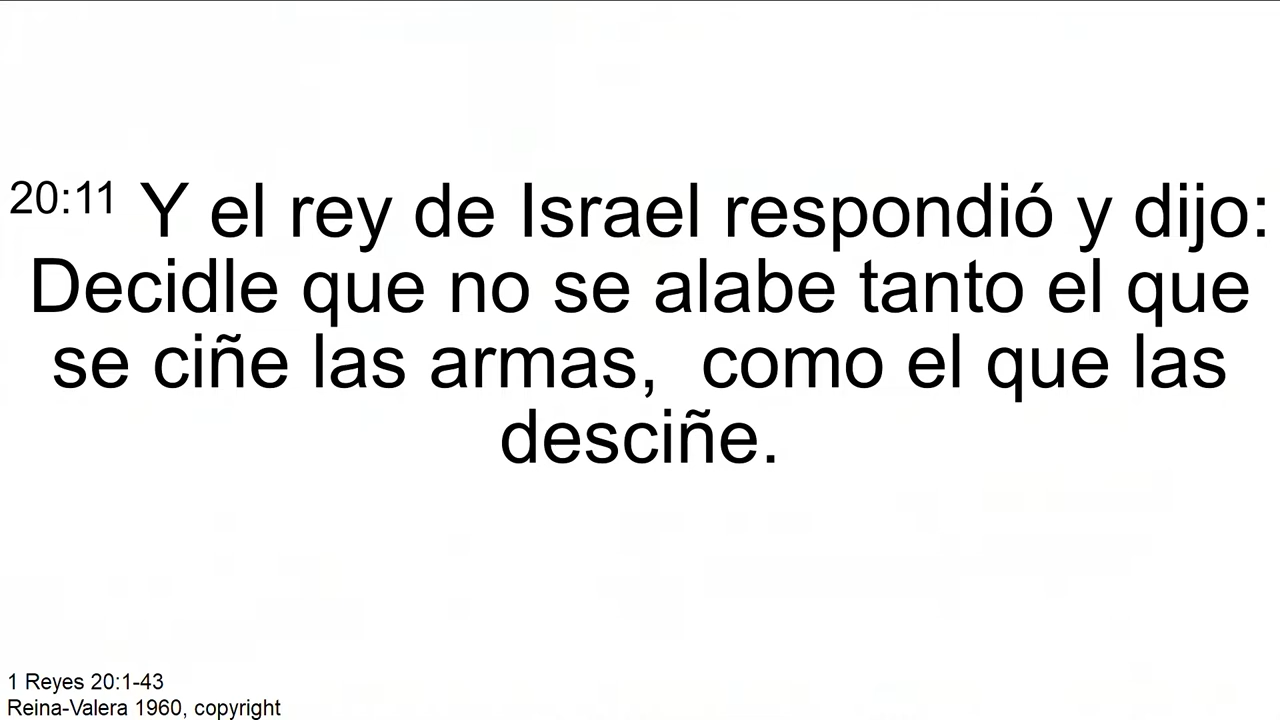 20:11 Y el rey de Israel respondió y dijo:
Decidle que no se alabe tanto el que
se ciñe las armas,  como el que las
desciñe.
1 Reyes 20:1-43
Reina-Valera 1960, copyright